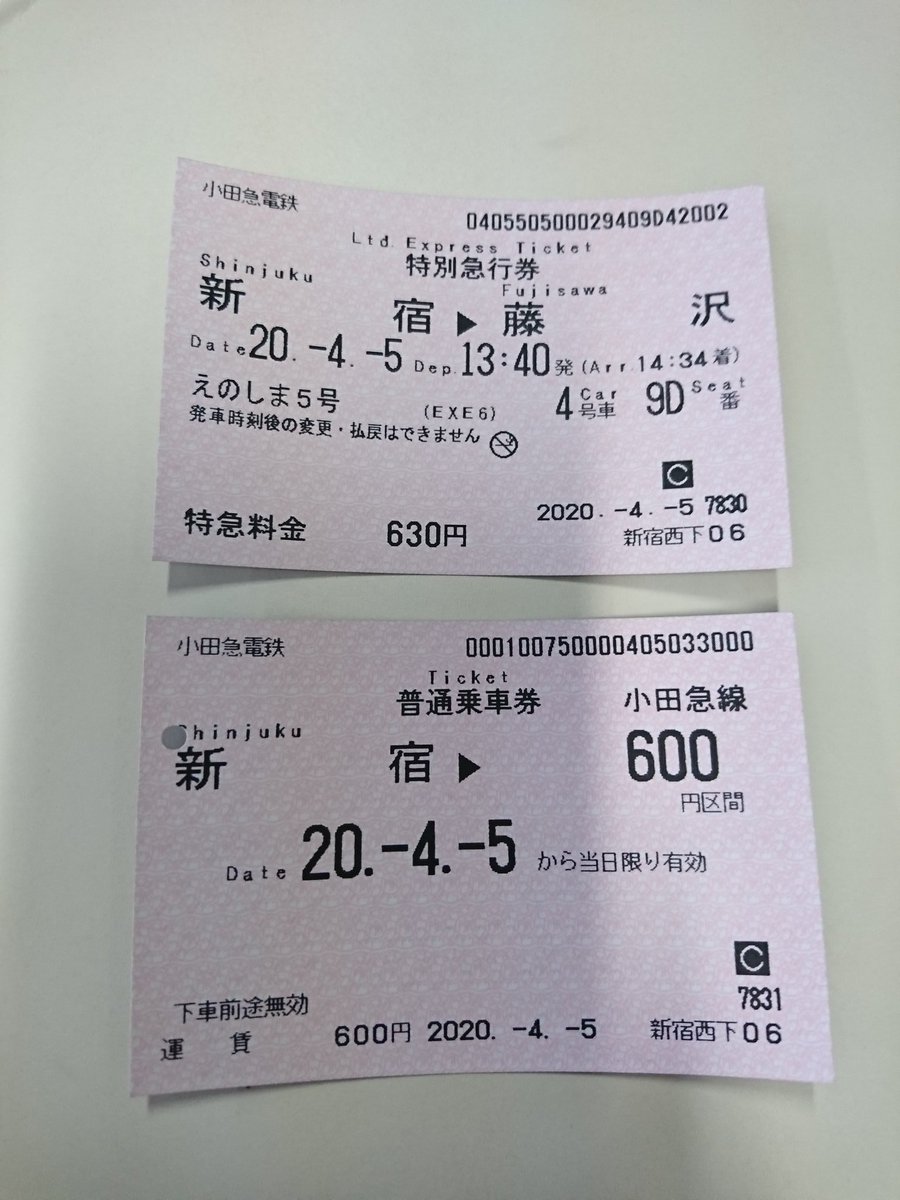 小田急電鉄
04055050002940 9D42002
Ltd. Express Ticket
特別急行券
Shinjuku Fujisawa
新宿▶藤沢
Date 20.-4.-5 Dep. 13:40発 (Arr. 14:34着)
えのしま5号 (EXE6) 4 Car 号車 9D Seat 番
発車時刻後の変更・払戻はできません
C
2020.-4.-5 7830
特急料金 630円 新宿西下06
小田急電鉄
00010075000040503300​0
Ticket
普通乗車券 小田急線
Shinjuku
新宿▶ 600
円区間
Date 20.-4.-5 から当日限り有効
C
7831
下車前途無効
運賃 600円 2020.-4.-5 新宿西下06